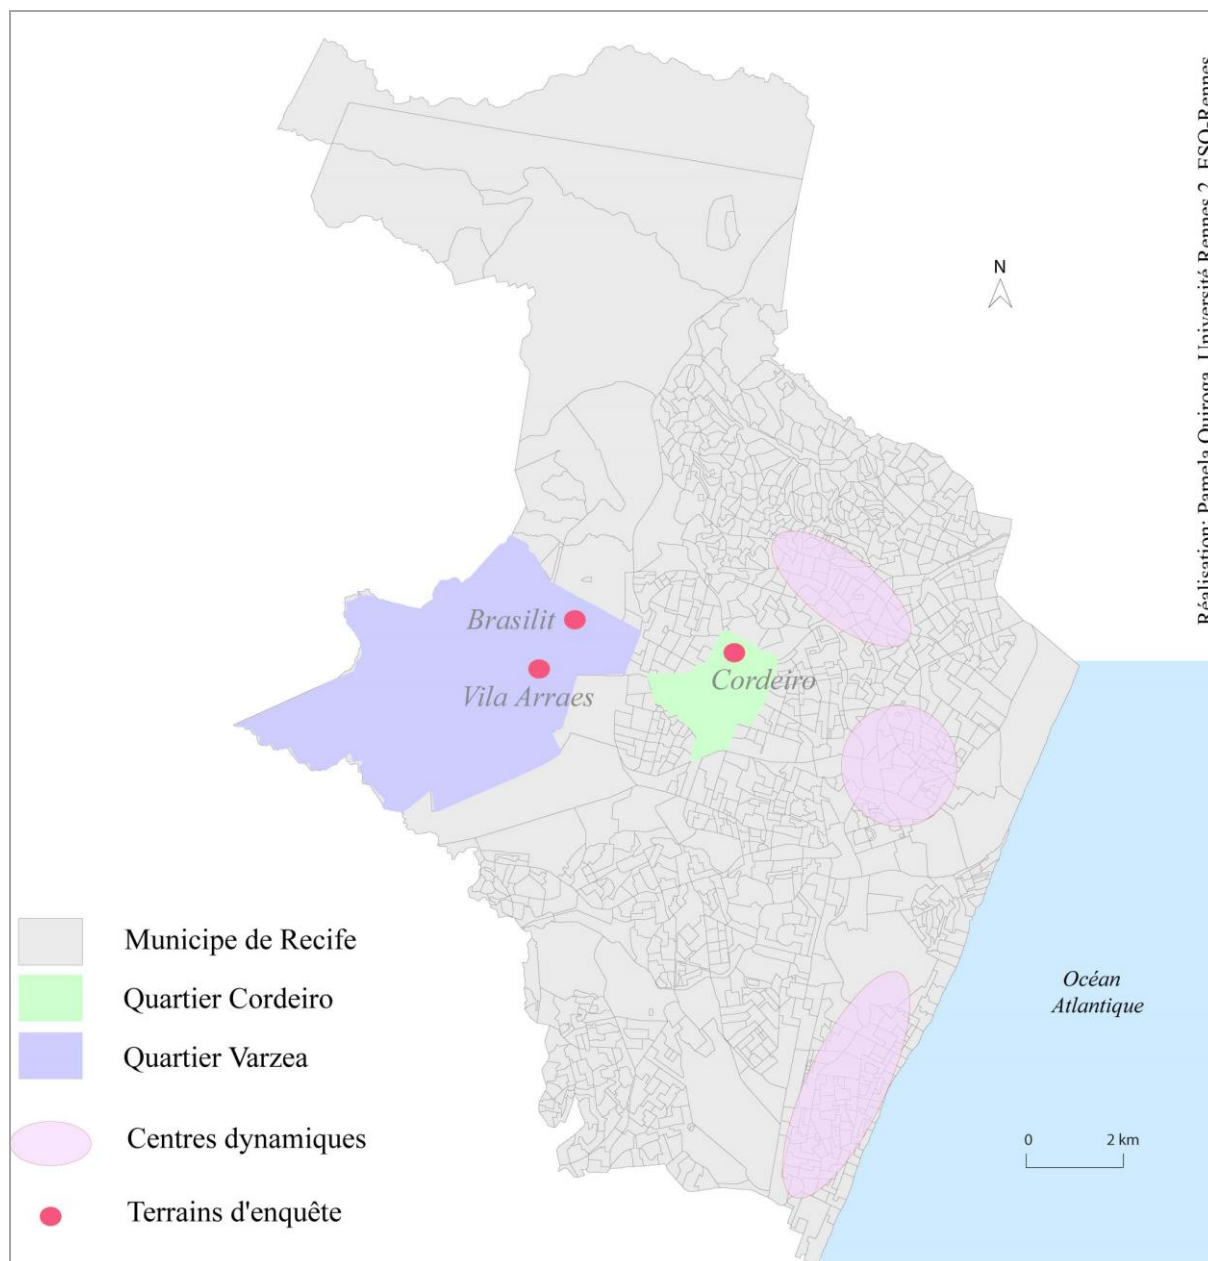 Réalisation: Pamela Quiroga, Université Rennes 2, ESO-Rennes
N
Brasilit
Vila Arraes
Cordeiro
Municipe de Recife
Quartier Cordeiro
Quartier Varzea
Centres dynamiques
Terrains d'enquête
Océan
Atlantique
0 2 km